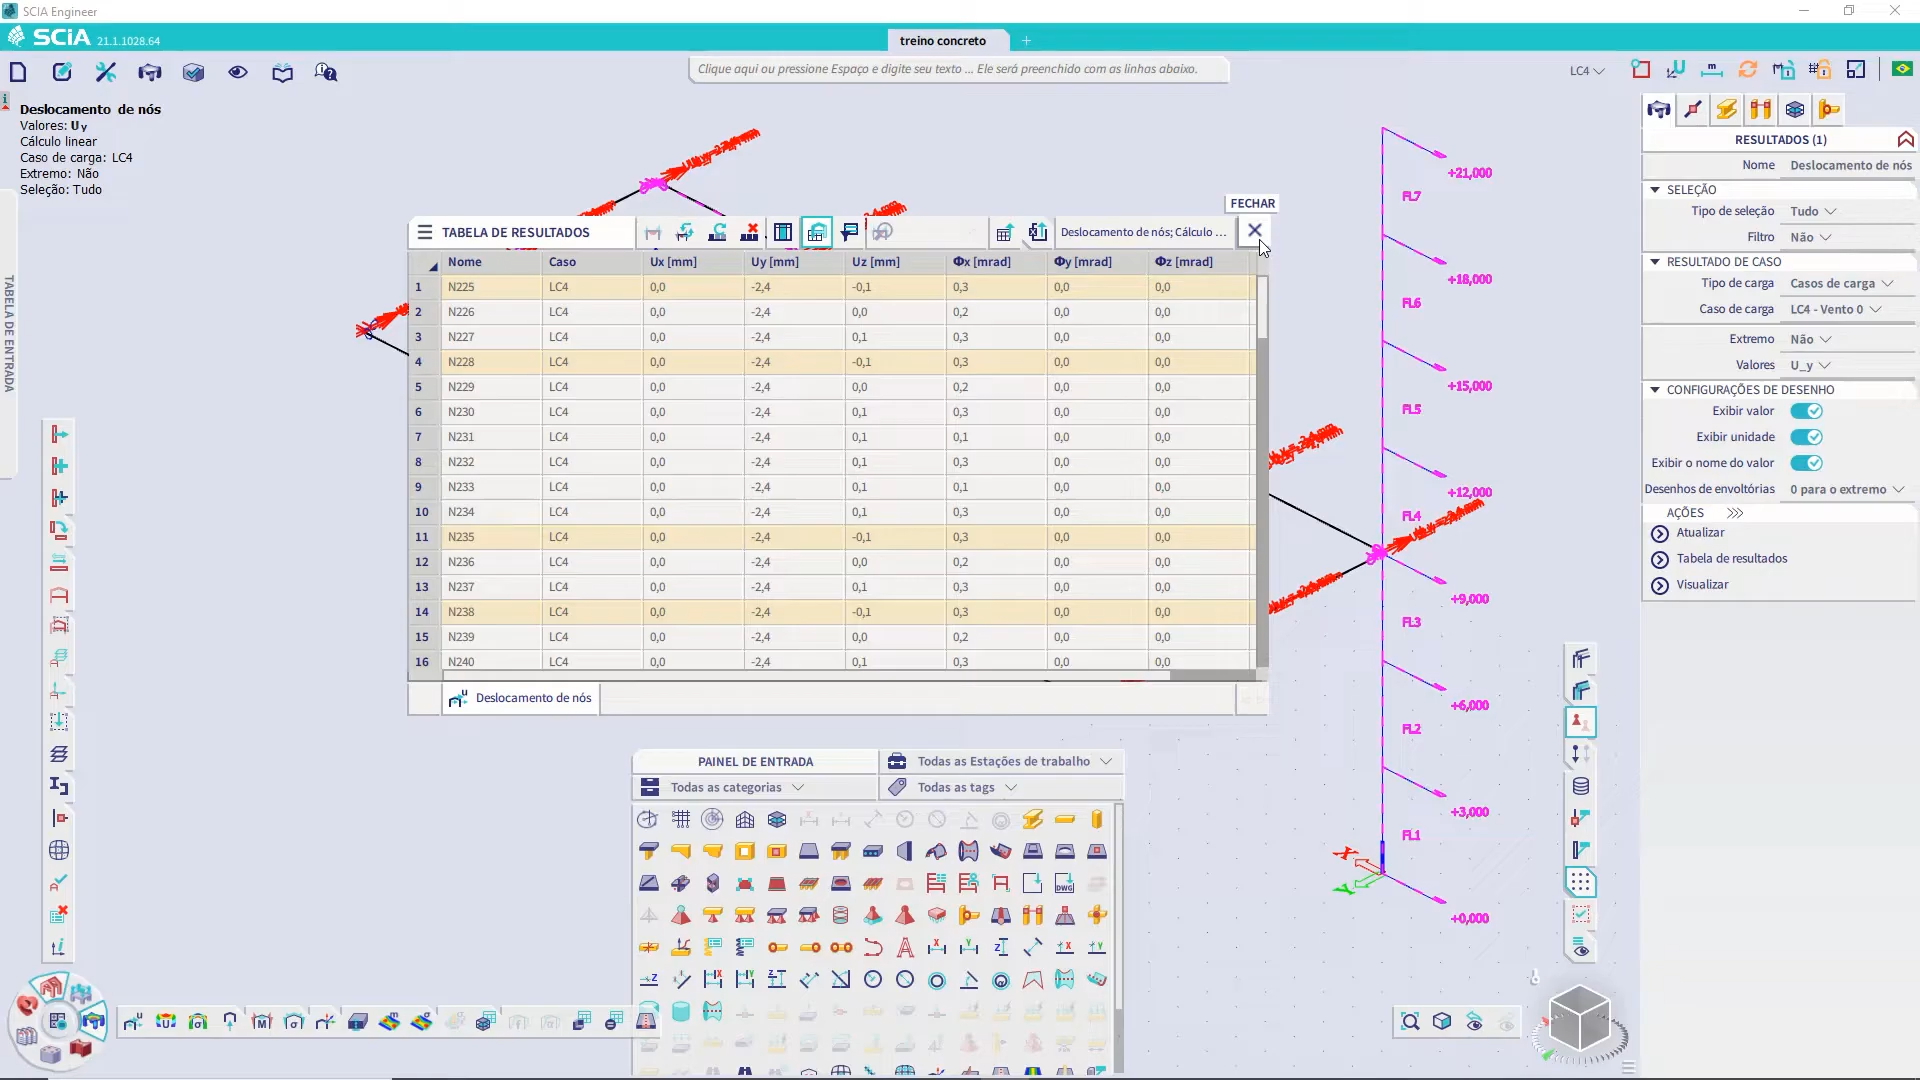 SCIA Engineer
SCiA 21.1.1028.64
treino concreto
Clique aqui ou pressione Espaço e digite seu texto ... Ele será preenchido com as linhas abaixo.
LC4
Deslocamento de nós
Valores: Uy
Cálculo linear
Caso de carga: LC4
Extremo: Não
Seleção: Tudo
TABELA DE ENTRADA
FECHAR
TABELA DE RESULTADOS
Deslocamento de nós; Cálculo ...
Nome Caso Ux [mm] Uy [mm] Uz [mm] Φx [mrad] Φy [mrad] Φz [mrad]
1 N225 LC4 0,0 -2,4 -0,1 0,3 0,0 0,0
2 N226 LC4 0,0 -2,4 0,0 0,2 0,0 0,0
3 N227 LC4 0,0 -2,4 0,1 0,3 0,0 0,0
4 N228 LC4 0,0 -2,4 -0,1 0,3 0,0 0,0
5 N229 LC4 0,0 -2,4 0,0 0,2 0,0 0,0
6 N230 LC4 0,0 -2,4 0,1 0,3 0,0 0,0
7 N231 LC4 0,0 -2,4 0,1 0,1 0,0 0,0
8 N232 LC4 0,0 -2,4 0,1 0,3 0,0 0,0
9 N233 LC4 0,0 -2,4 0,1 0,1 0,0 0,0
10 N234 LC4 0,0 -2,4 0,1 0,3 0,0 0,0
11 N235 LC4 0,0 -2,4 -0,1 0,3 0,0 0,0
12 N236 LC4 0,0 -2,4 0,0 0,2 0,0 0,0
13 N237 LC4 0,0 -2,4 0,1 0,3 0,0 0,0
14 N238 LC4 0,0 -2,4 -0,1 0,3 0,0 0,0
15 N239 LC4 0,0 -2,4 0,0 0,2 0,0 0,0
16 N240 LC4 0,0 -2,4 0,1 0,3 0,0 0,0
Deslocamento de nós
+21,000
FL7
+18,000
FL6
+15,000
FL5
+12,000
FL4
+9,000
FL3
+6,000
FL2
+3,000
FL1
+0,000
X
Y
PAINEL DE ENTRADA
Todas as Estações de trabalho
Todas as categorias
Todas as tags
RESULTADOS (1)
Nome Deslocamento de nós
SELEÇÃO
Tipo de seleção Tudo
Filtro Não
RESULTADO DE CASO
Tipo de carga Casos de carga
Caso de carga LC4 - Vento 0
Extremo Não
Valores U_y
CONFIGURAÇÕES DE DESENHO
Exibir valor
Exibir unidade
Exibir o nome do valor
Desenhos de envoltórias 0 para o extremo
AÇÕES >>>
Atualizar
Tabela de resultados
Visualizar